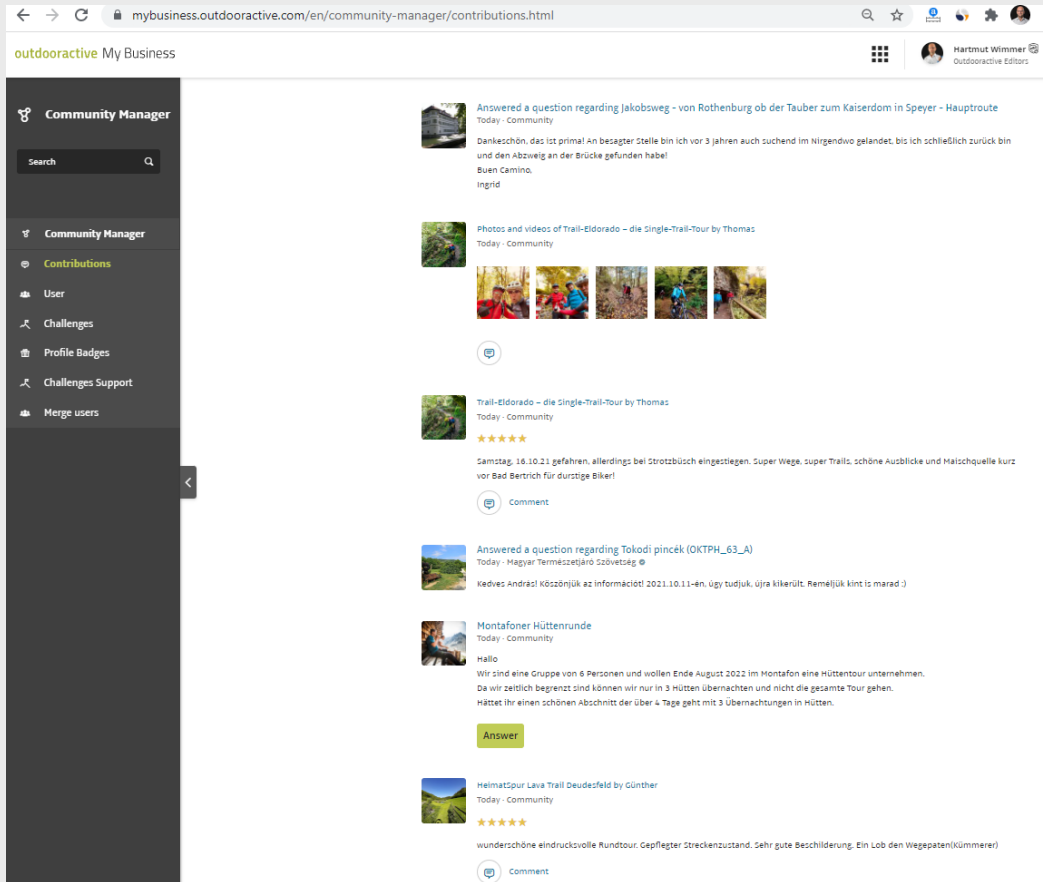 mybusiness.outdooractive.com/en/community-manager/contributions.html
outdooractive My Business
Hartmut Wimmer
Outdooractive Editors
Community Manager
Search
Community Manager
Contributions
User
Challenges
Profile Badges
Challenges Support
Merge users
Answered a question regarding Jakobsweg - von Rothenburg ob der Tauber zum Kaiserdom in Speyer - Hauptroute
Today · Community
Dankeschön, das ist prima! An besagter Stelle bin ich vor 3 Jahren auch suchend im Nirgendwo gelandet, bis ich schließlich zurück bin
und den Abzweig an der Brücke gefunden habe!
Buen Camino,
Ingrid
Photos and videos of Trail-Eldorado – die Single-Trail-Tour by Thomas
Today · Community
Trail-Eldorado – die Single-Trail-Tour by Thomas
Today · Community
Samstag, 16.10.21 gefahren, allerdings bei Strotzbüsch eingestiegen. Super Wege, super Trails, schöne Ausblicke und Maischquelle kurz
vor Bad Bertrich für durstige Biker!
Comment
Answered a question regarding Tokodi pincék (OKTPH_63_A)
Today · Magyar Természetjáró Szövetség
Kedves András! Köszönjük az információt! 2021.10.11-én, úgy tudjuk, újra kikerült. Reméljük kint is marad :)
Montafoner Hüttenrunde
Today · Community
Hallo
Wir sind eine Gruppe von 6 Personen und wollen Ende August 2022 im Montafon eine Hüttentour unternehmen.
Da wir zeitlich begrenzt sind können wir nur in 3 Hütten übernachten und nicht die gesamte Tour gehen.
Hättet ihr einen schönen Abschnitt der über 4 Tage geht mit 3 Übernachtungen in Hütten.
Answer
HeimatSpur Lava Trail Deudesfeld by Günther
Today · Community
wunderschöne eindrucksvolle Rundtour. Gepflegter Streckenzustand. Sehr gute Beschilderung. Ein Lob den Wegepaten(Kümmerer)
Comment